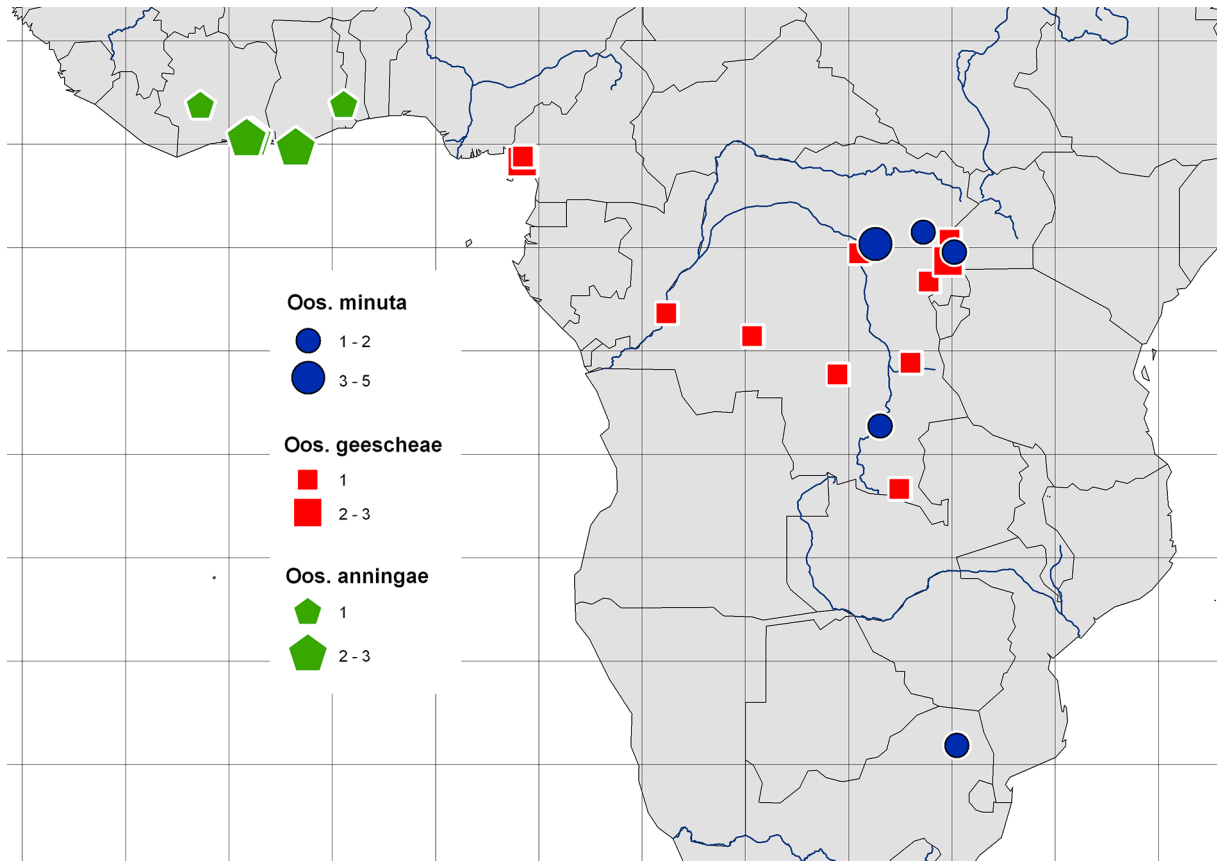 Oos. minuta
1 - 2
3 - 5
Oos. geescheae
1
2 - 3
Oos. anningae
1
2 - 3